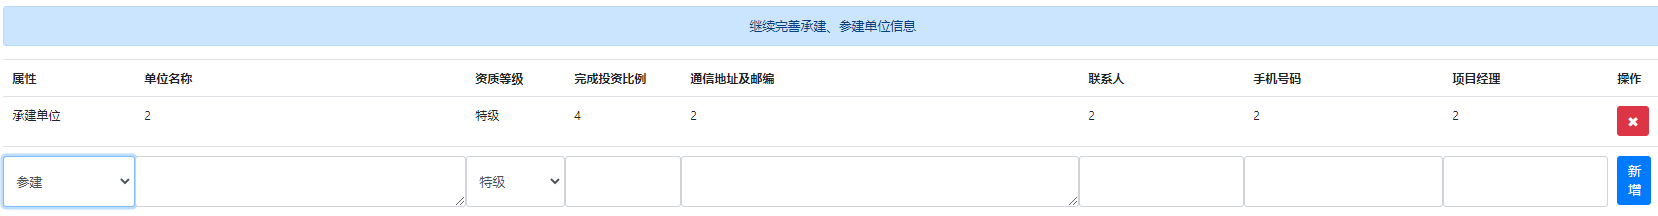 继续完善承建、参建单位信息
属性 单位名称 资质等级 完成投资比例 通信地址及邮编 联系人 手机号码 项目经理 操作
承建单位 2 特级 4 2 2 2 2
参建 特级 新
增